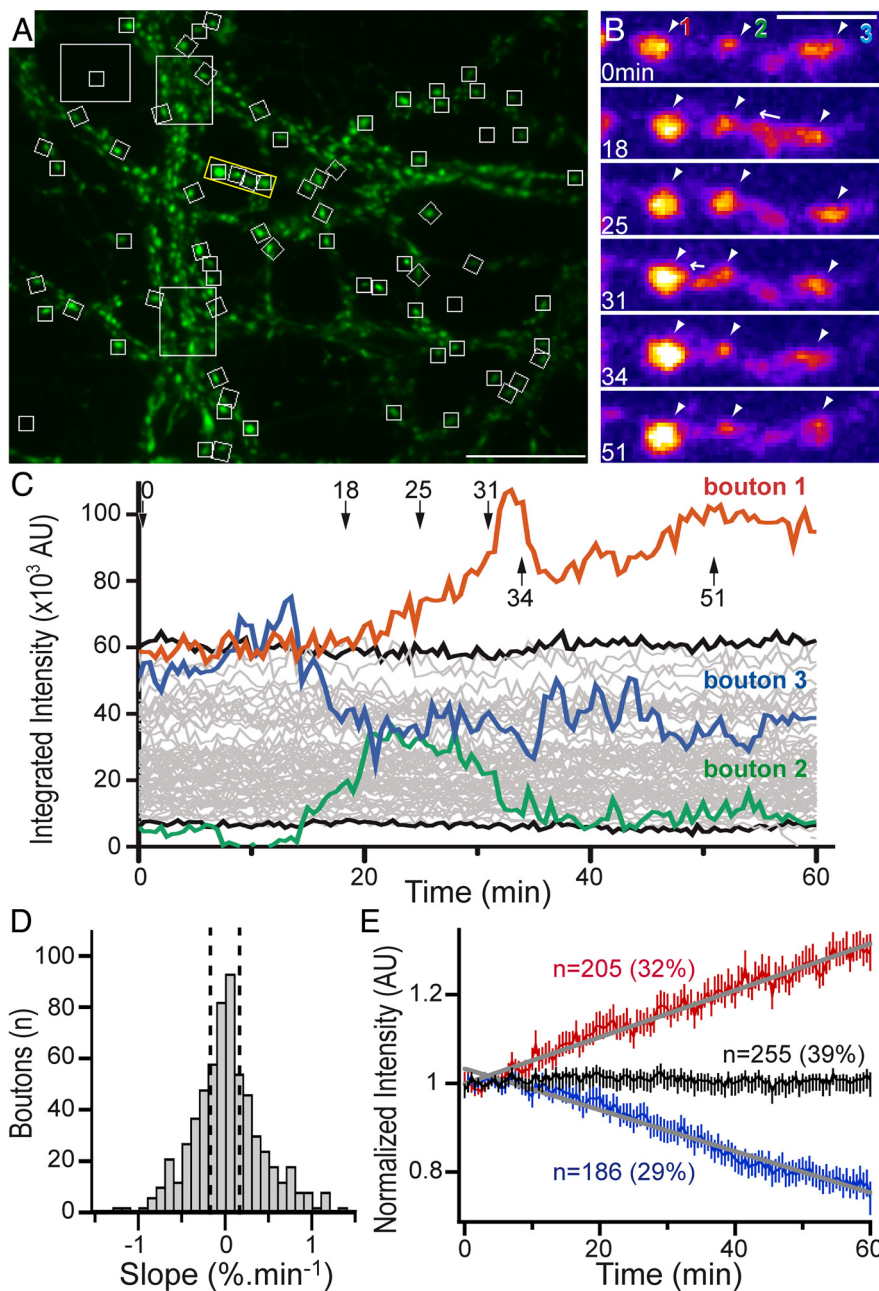 A
B
1
2
3
0min
18
25
31
34
51
C
Integrated Intensity (x10³ AU)
100
80
60
40
20
0
0
18
25
31
34
51
bouton 1
bouton 3
bouton 2
0
20
40
60
Time (min)
D
Boutons (n)
100
80
60
40
20
0
-1
0
1
Slope (%.min⁻¹)
E
Normalized Intensity (AU)
1.2
1
0.8
n=205 (32%)
n=255 (39%)
n=186 (29%)
0
20
40
60
Time (min)